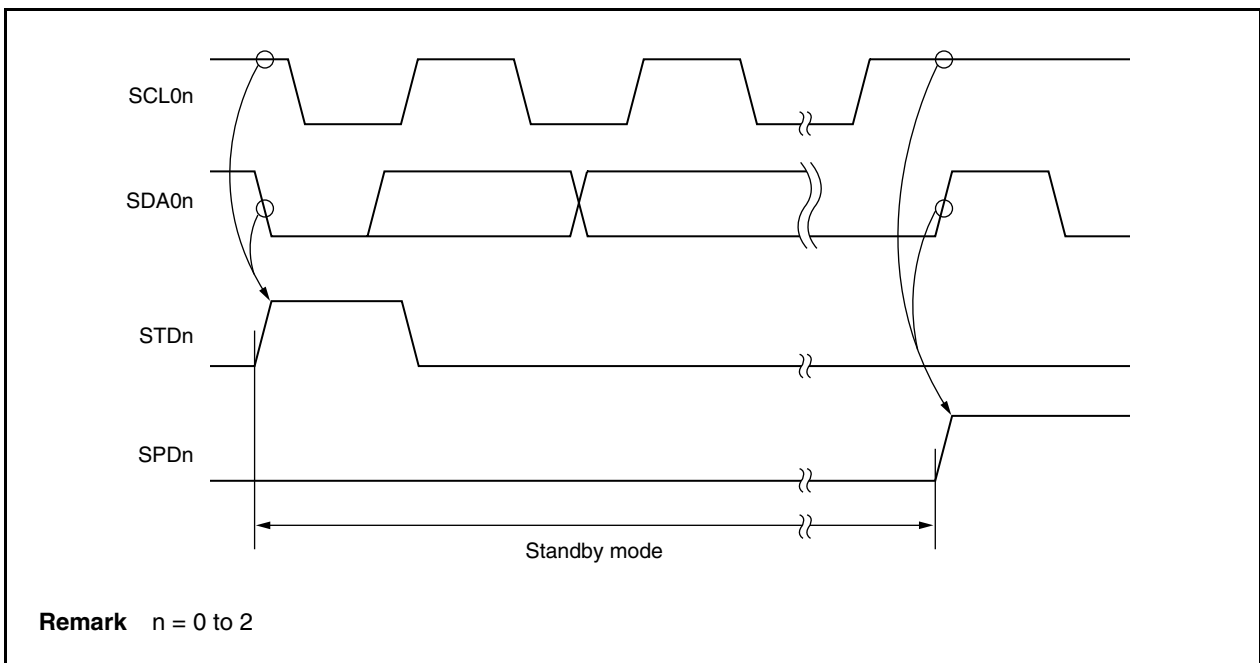 SCL0n
SDA0n
STDn
SPDn
Standby mode
Remark n = 0 to 2